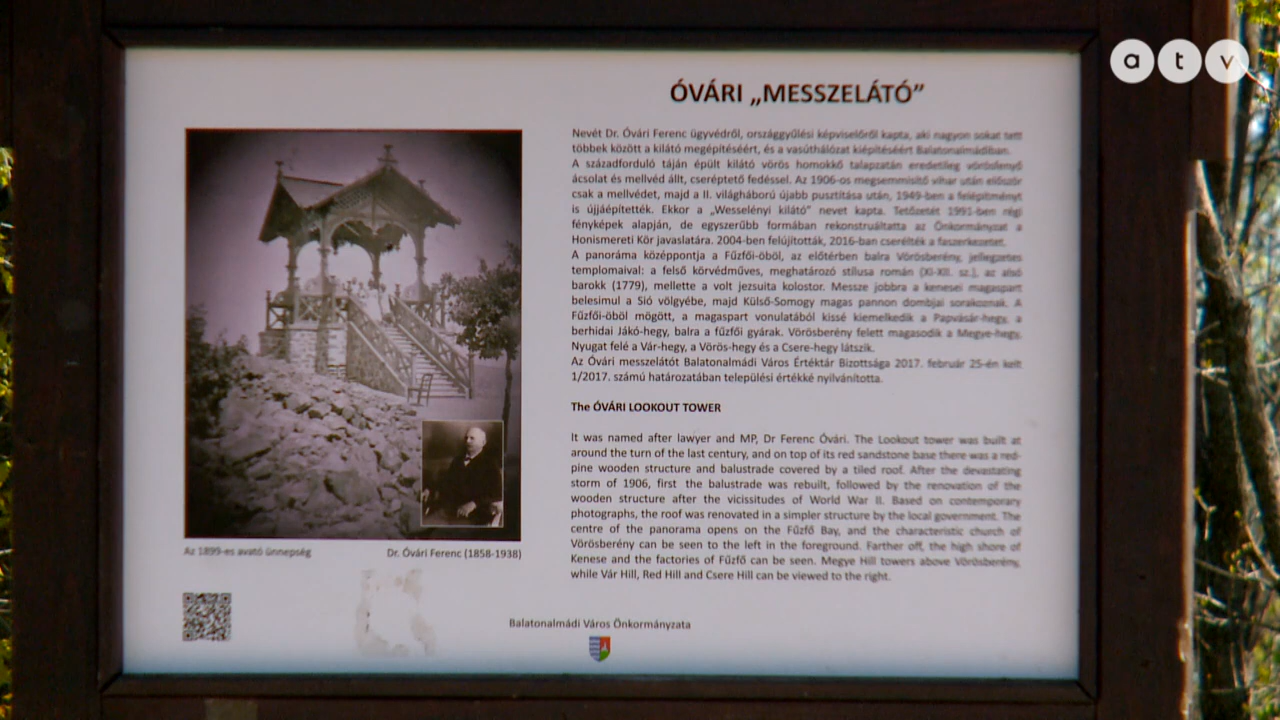 atv
ÓVÁRI „MESSZELÁTÓ”
Nevét Dr. Óvári Ferenc ügyvédről, országgyűlési képviselőről kapta, aki nagyon sokat tett
többek között a kilátó megépítéséért, és a vasúthálózat kiépítéséért Balatonalmádiban.
A századforduló táján épült kilátó vörös homokkő talapzatán eredetileg vörösfenyő
ácsolat és mellvéd állt, cseréptető fedéssel. Az 1906-os megsemmisítő vihar után először
csak a mellvédet, majd a II. világháború újabb pusztítása után, 1949-ben a felépítményt
is újjáépítették. Ekkor a „Wesselényi kilátó” nevet kapta. Tetőzetét 1991-ben régi
fényképek alapján, de egyszerűbb formában rekonstruáltatta az Önkormányzat a
Honismereti Kör javaslatára. 2004-ben felújították, 2016-ban cserélték a faszerkezetet.
A panoráma középpontja a Fűzfői-öböl, az előtérben balra Vörösberény, jellegzetes
templomaival: a felső körvédműves, meghatározó stílusa román (XI-XII. sz.), az alsó
barokk (1779), mellette a volt jezsuita kolostor. Messze jobbra a kenesei magaspart
belesimul a Sió völgyébe, majd Külső-Somogy magas pannon dombjai sorakoznak. A
Fűzfői-öböl mögött, a magaspart vonulatából kissé kiemelkedik a Papvásár-hegy, a
berhidai Jákó-hegy, balra a fűzfői gyárak. Vörösberény felett magasodik a Megye-hegy.
Nyugat felé a Vár-hegy, a Vörös-hegy és a Csere-hegy látszik.
Az Óvári messzelátót Balatonalmádi Város Értéktár Bizottsága 2017. február 25-én kelt
1/2017. számú határozatában települési értékké nyilvánította.
The ÓVÁRI LOOKOUT TOWER
It was named after lawyer and MP, Dr Ferenc Óvári. The Lookout tower was built at
around the turn of the last century, and on top of its red sandstone base there was a red-
pine wooden structure and balustrade covered by a tiled roof. After the devastating
storm of 1906, first the balustrade was rebuilt, followed by the renovation of the
wooden structure after the vicissitudes of World War II. Based on contemporary
photographs, the roof was renovated in a simpler structure by the local government. The
centre of the panorama opens on the Fűzfő Bay, and the characteristic church of
Vörösberény can be seen to the left in the foreground. Farther off, the high shore of
Kenese and the factories of Fűzfő can be seen. Megye Hill towers above Vörösberény,
while Vár Hill, Red Hill and Csere Hill can be viewed to the right.
Az 1899-es avató ünnepség
Dr. Óvári Ferenc (1858-1938)
Balatonalmádi Város Önkormányzata